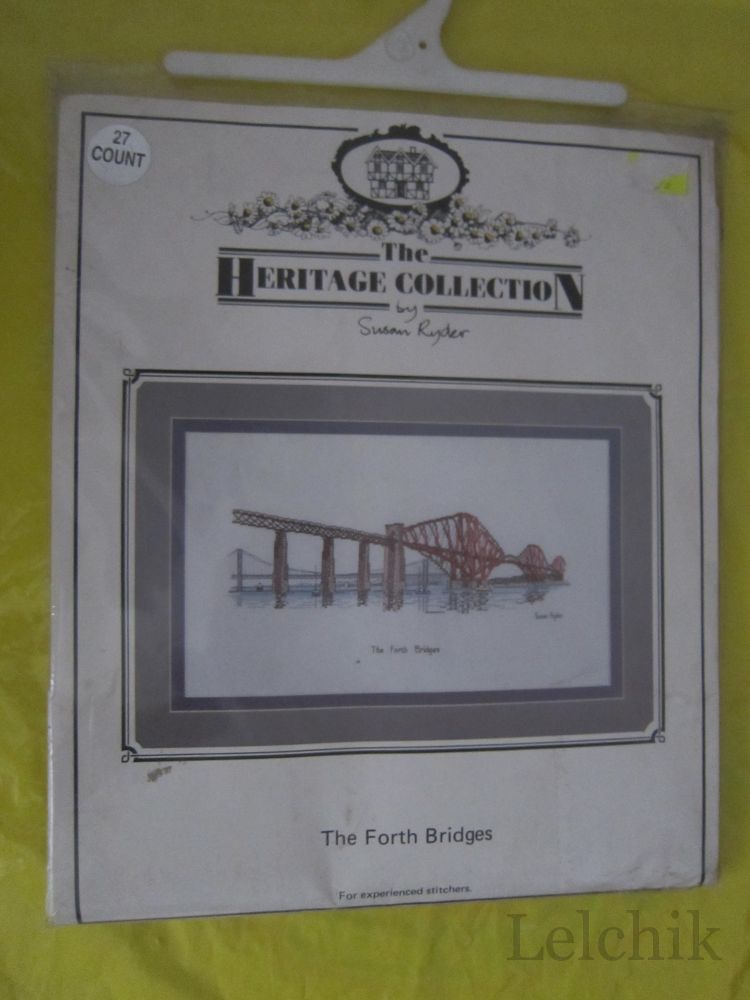 27
COUNT
The
HERITAGE COLLECTION
by
Susan Ryder
Susan Ryder
The Forth Bridges
The Forth Bridges
For experienced stitchers.
Lelchik